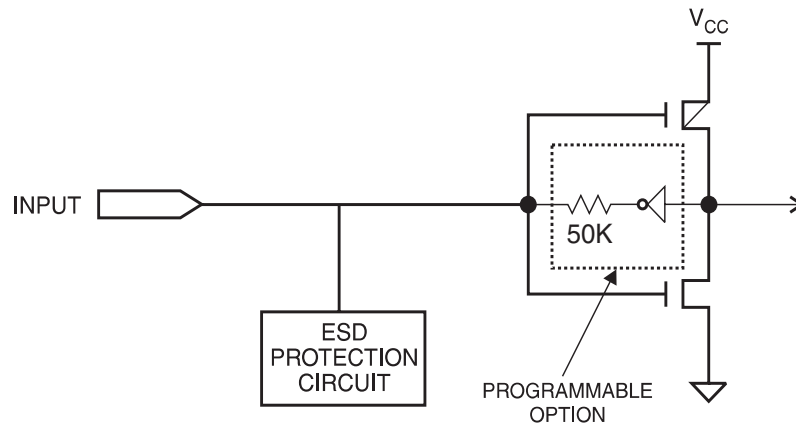 VCC
INPUT
50K
ESD
PROTECTION
CIRCUIT
PROGRAMMABLE
OPTION